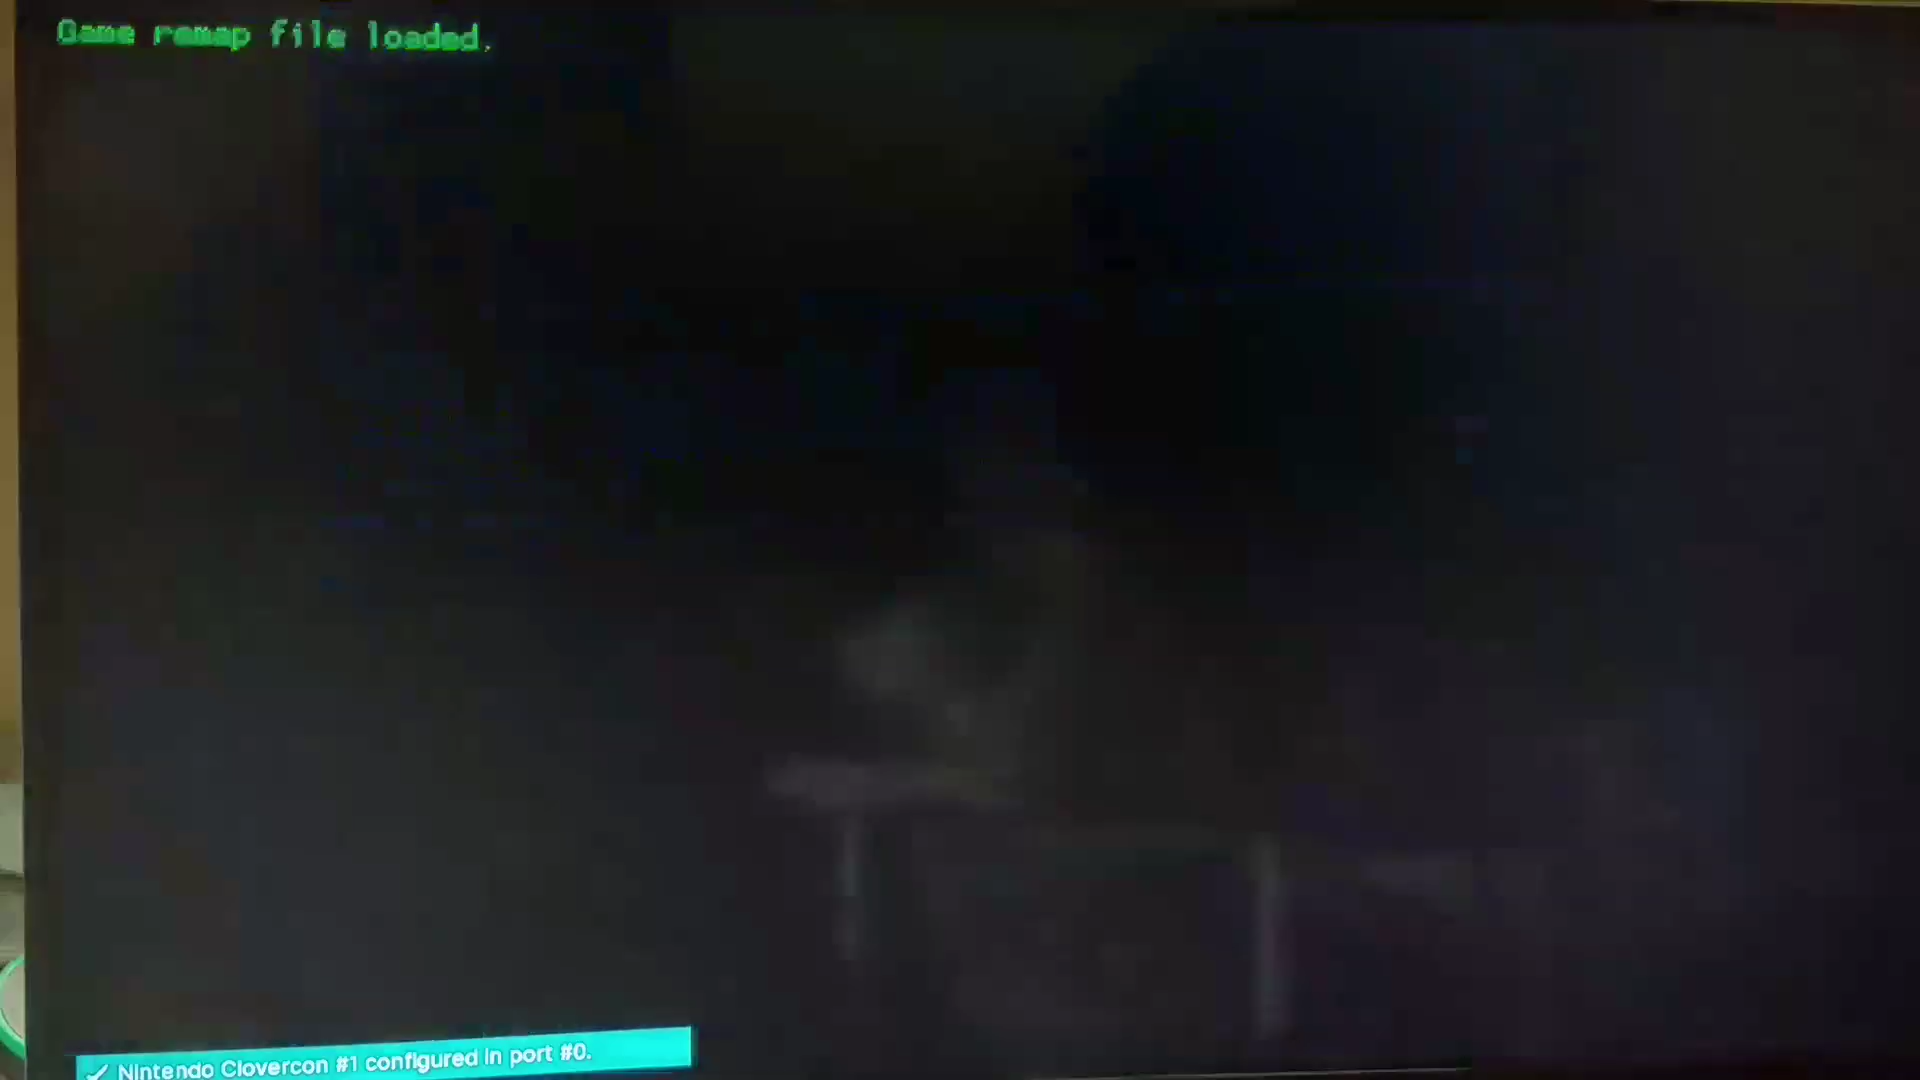 Game remap file loaded.
Nintendo Clovercon #1 configured in port #0.